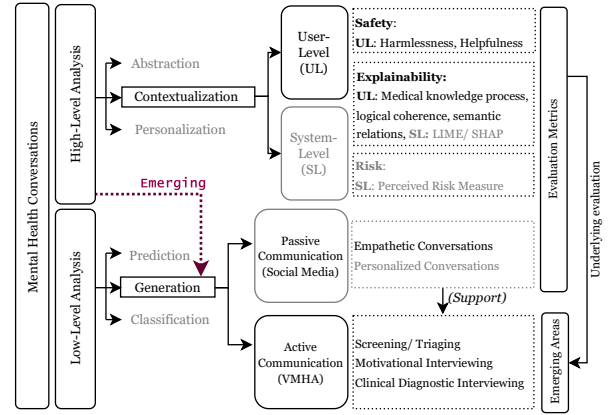 Mental Health Conversations
High-Level Analysis
Abstraction
Contextualization
Personalization
User-
Level
(UL)
System-
Level
(SL)
Safety:
UL: Harmlessness, Helpfulness
Explainability:
UL: Medical knowledge process,
logical coherence, semantic
relations, SL: LIME/ SHAP
Risk:
SL: Perceived Risk Measure
Evaluation Metrics
Underlying evaluation
Emerging
Low-Level Analysis
Prediction
Generation
Classification
Passive
Communication
(Social Media)
Empathetic Conversations
Personalized Conversations
(Support)
Active
Communication
(VMHA)
Screening/ Triaging
Motivational Interviewing
Clinical Diagnostic Interviewing
Emerging Areas